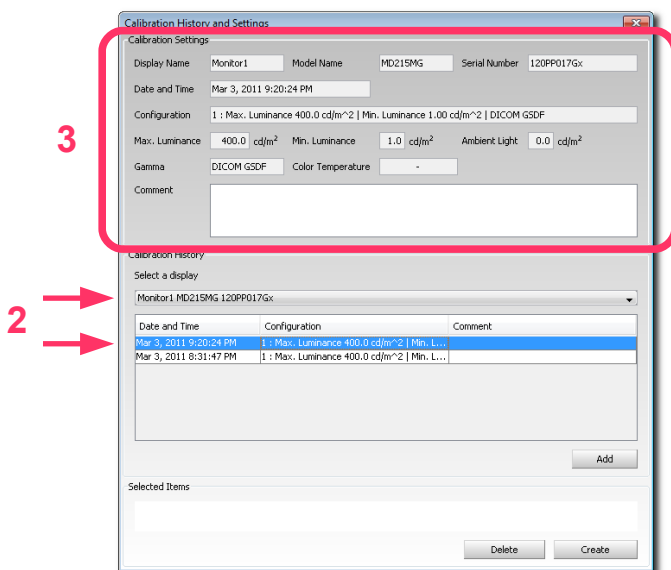 Calibration History and Settings
Calibration Settings
Display Name Monitor1 Model Name MD215MG Serial Number 120PP017Gx
Date and Time Mar 3, 2011 9:20:24 PM
Configuration 1 : Max. Luminance 400.0 cd/m^2 | Min. Luminance 1.00 cd/m^2 | DICOM GSDF
3
Max. Luminance 400.0 cd/m² Min. Luminance 1.0 cd/m² Ambient Light 0.0 cd/m²
Gamma DICOM GSDF Color Temperature -
Comment
Calibration History
Select a display
Monitor1 MD215MG 120PP017Gx
2
Date and Time Configuration Comment
Mar 3, 2011 9:20:24 PM 1 : Max. Luminance 400.0 cd/m^2 | Min. L...
Mar 3, 2011 8:31:47 PM 1 : Max. Luminance 400.0 cd/m^2 | Min. L...
Add
Selected Items
Delete Create